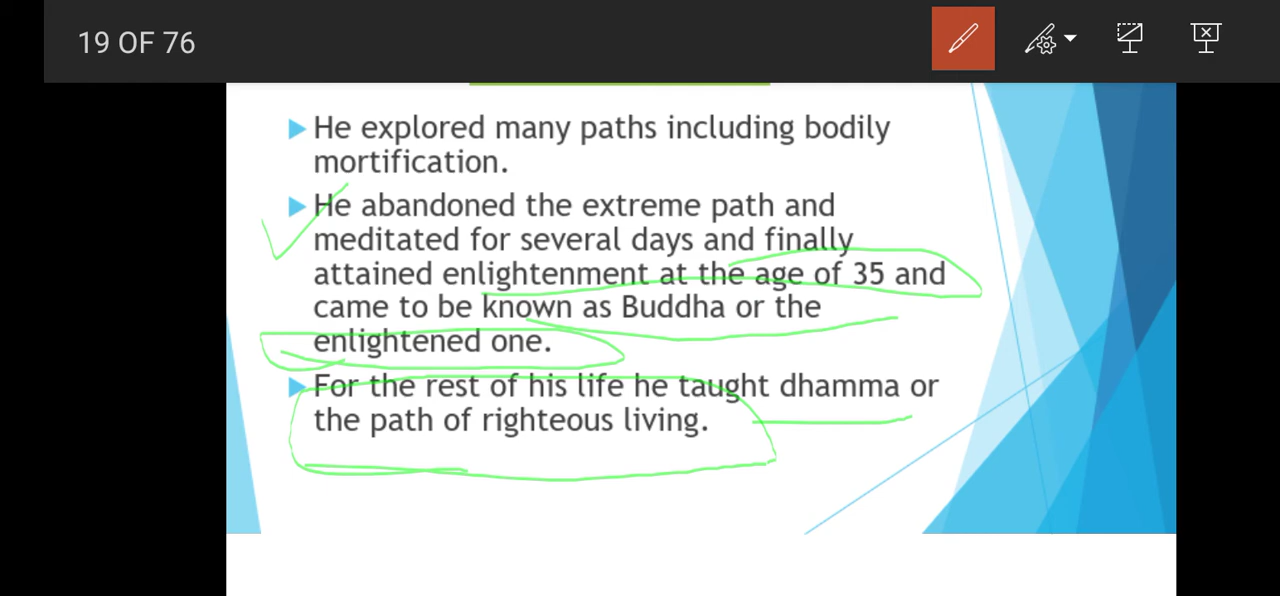 19 OF 76
He explored many paths including bodily
mortification.
He abandoned the extreme path and
meditated for several days and finally
attained enlightenment at the age of 35 and
came to be known as Buddha or the
enlightened one.
For the rest of his life he taught dhamma or
the path of righteous living.